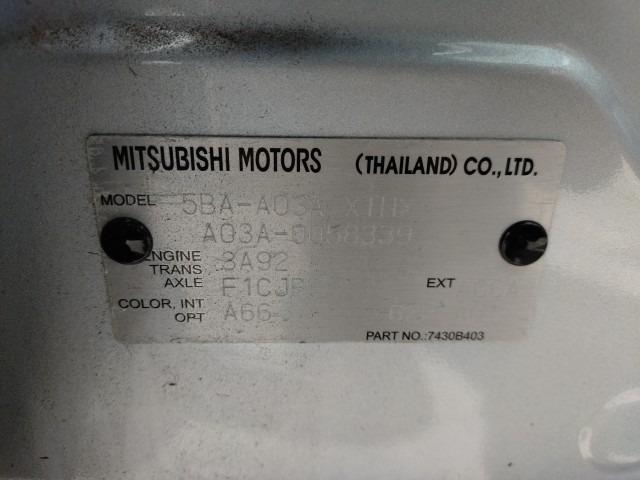 MITSUBISHI MOTORS (THAILAND) CO., LTD.
MODEL 5BA-A03A
A03A-0058339
ENGINE 3A92
TRANS
AXLE F1CJ EXT
COLOR, INT A66
OPT
PART NO.:7430B403